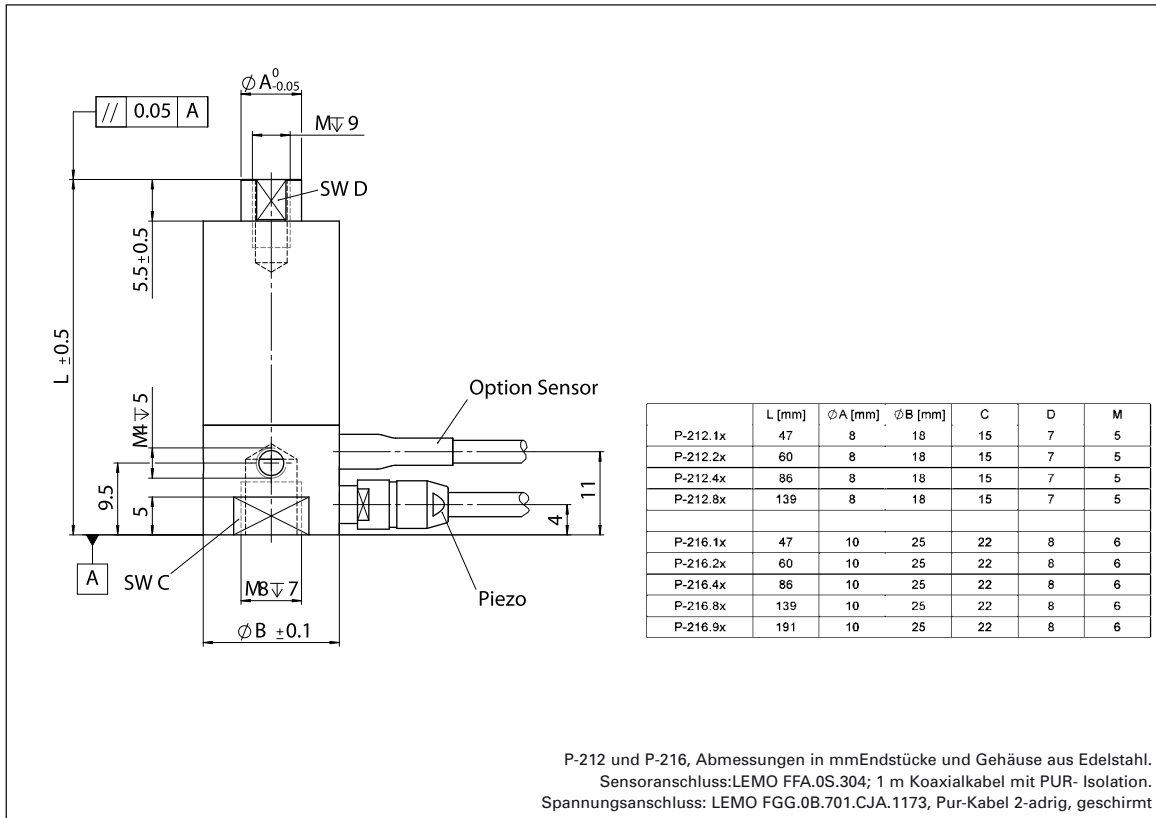 ⌀ A 0 -0.05
// 0.05 A
M↧ 9
SW D
5.5±0.5
L ±0.5
Option Sensor
M4↧ 5
9.5
5
11
4
A
SW C
M8↧7
Piezo
⌀B ±0.1
L [mm] ⌀A [mm] ⌀B [mm] C D M
P-212.1x 47 8 18 15 7 5
P-212.2x 60 8 18 15 7 5
P-212.4x 86 8 18 15 7 5
P-212.8x 139 8 18 15 7 5
P-216.1x 47 10 25 22 8 6
P-216.2x 60 10 25 22 8 6
P-216.4x 86 10 25 22 8 6
P-216.8x 139 10 25 22 8 6
P-216.9x 191 10 25 22 8 6
P-212 und P-216, Abmessungen in mmEndstücke und Gehäuse aus Edelstahl.
Sensoranschluss:LEMO FFA.0S.304; 1 m Koaxialkabel mit PUR- Isolation.
Spannungsanschluss: LEMO FGG.0B.701.CJA.1173, Pur-Kabel 2-adrig, geschirmt